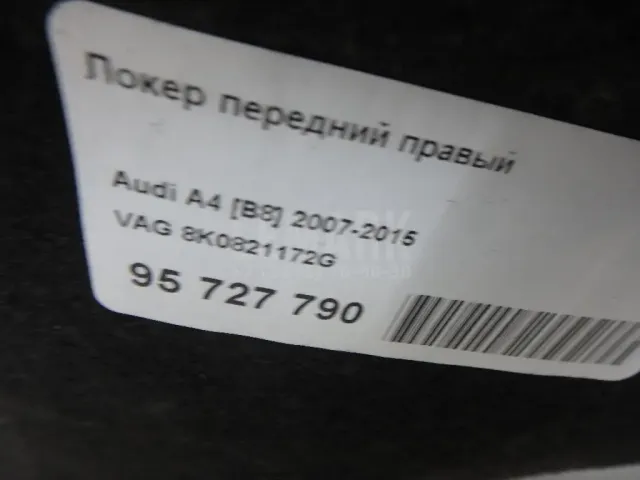 Локер передний правый
Audi A4 [B8] 2007-2015
VAG 8K0821172G
95 727 790